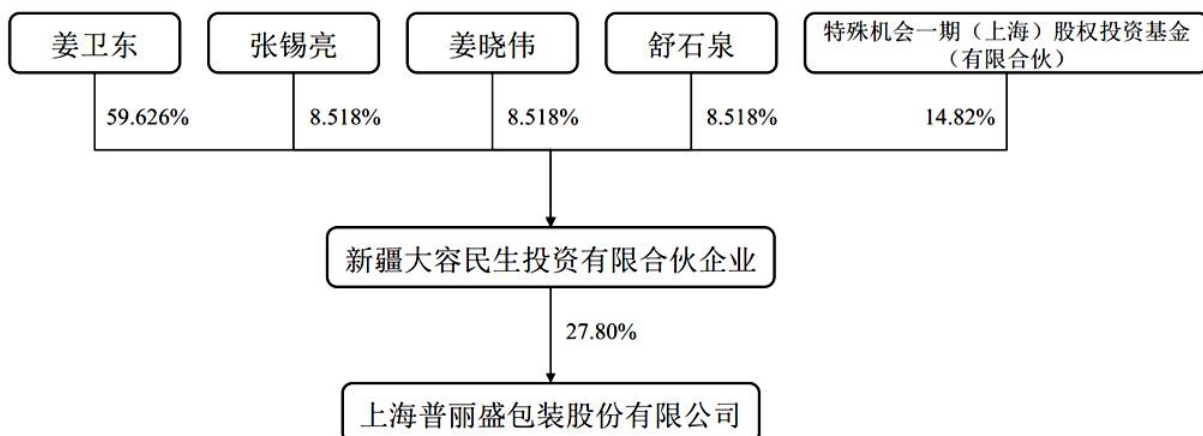 姜卫东
张锡亮
姜晓伟
舒石泉
特殊机会一期（上海）股权投资基金
（有限合伙）
59.626%
8.518%
8.518%
8.518%
14.82%
新疆大容民生投资有限合伙企业
27.80%
上海普丽盛包装股份有限公司